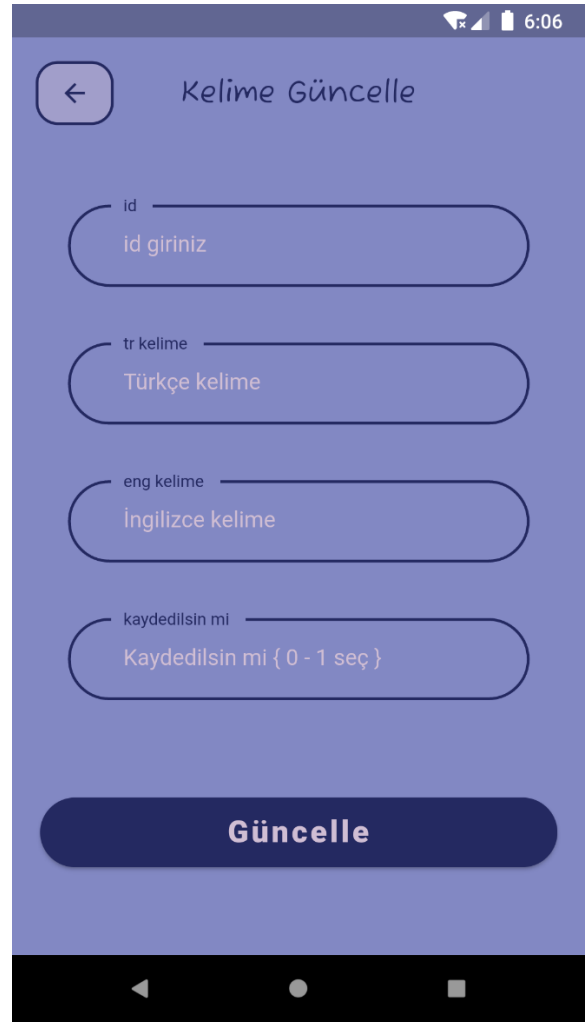 6:06
Kelime Güncelle
id
id giriniz
tr kelime
Türkçe kelime
eng kelime
İngilizce kelime
kaydedilsin mi
Kaydedilsin mi { 0 - 1 seç }
Güncelle